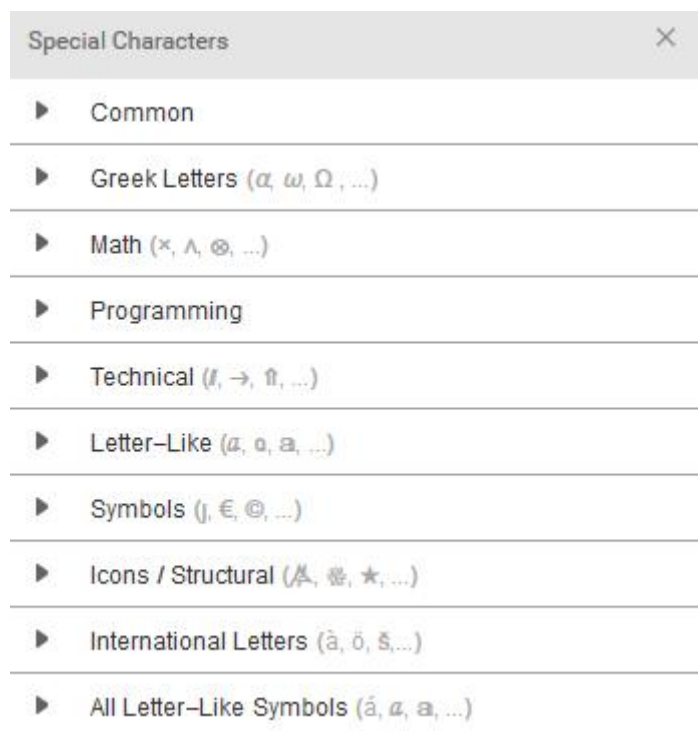 Special Characters
Common
Greek Letters (α, ω, Ω , ...)
Math (×, ∧, ⊗, ...)
Programming
Technical (ⅈ, →, ⇑, ...)
Letter–Like (𝒶, 𝕒, ...)
Symbols (ȷ, €, ©, ...)
Icons / Structural (★, ...)
International Letters (à, ö, š,...)
All Letter–Like Symbols (á, 𝒶, 𝕒, ...)